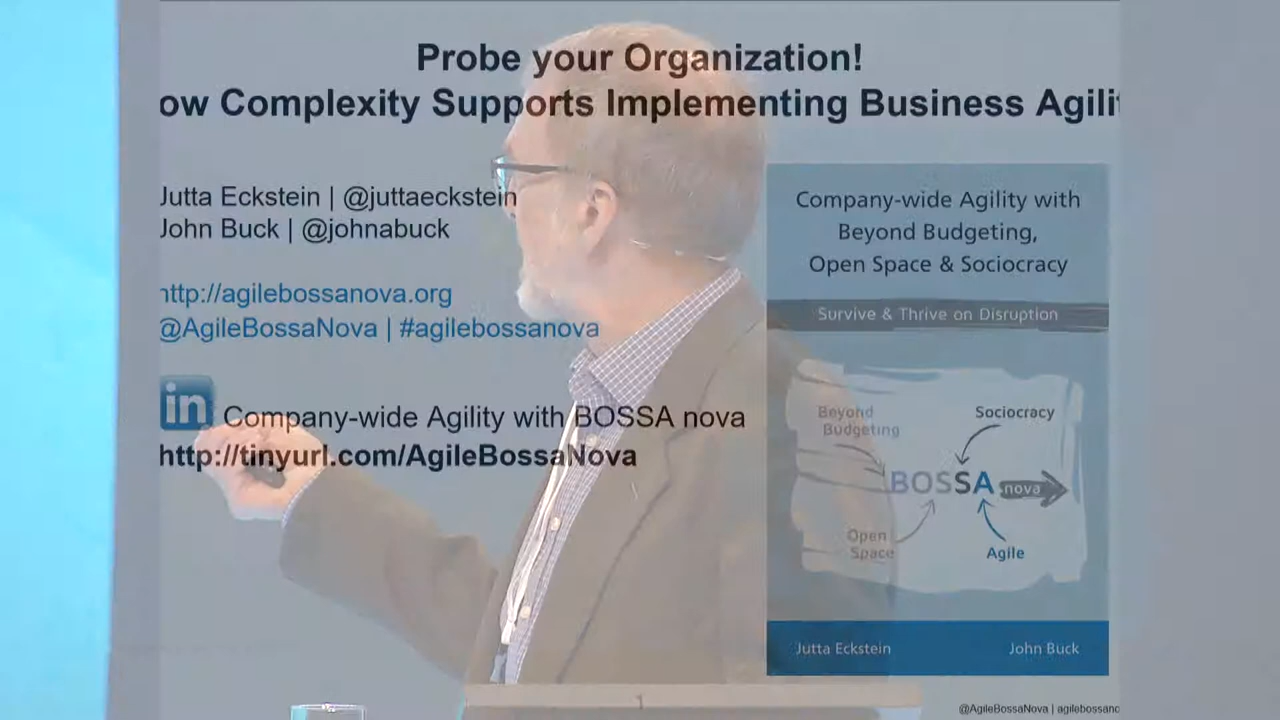 Probe your Organization!
ow Complexity Supports Implementing Business Agili
Jutta Eckstein | @juttaeckstein
John Buck | @johnabuck
http://agilebossanova.org
@AgileBossaNova | #agilebossanova
in Company-wide Agility with BOSSA nova
http://tinyurl.com/AgileBossaNova
Company-wide Agility with
Beyond Budgeting,
Open Space & Sociocracy
Survive & Thrive on Disruption
Beyond
Budgeting
Sociocracy
BOSSA nova
Open
Space
Agile
Jutta Eckstein John Buck
@AgileBossaNova | agilebossanc